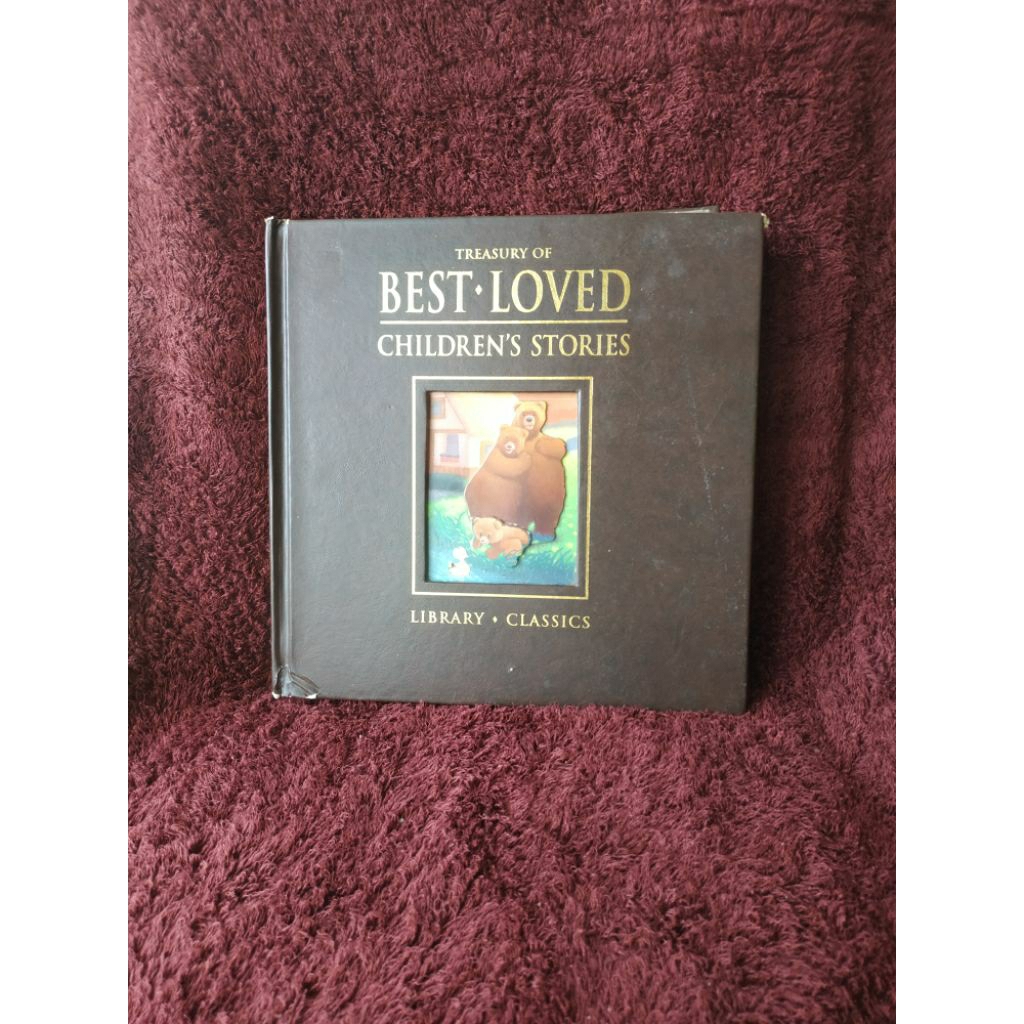 TREASURY OF
BEST • LOVED
CHILDREN'S STORIES
LIBRARY • CLASSICS